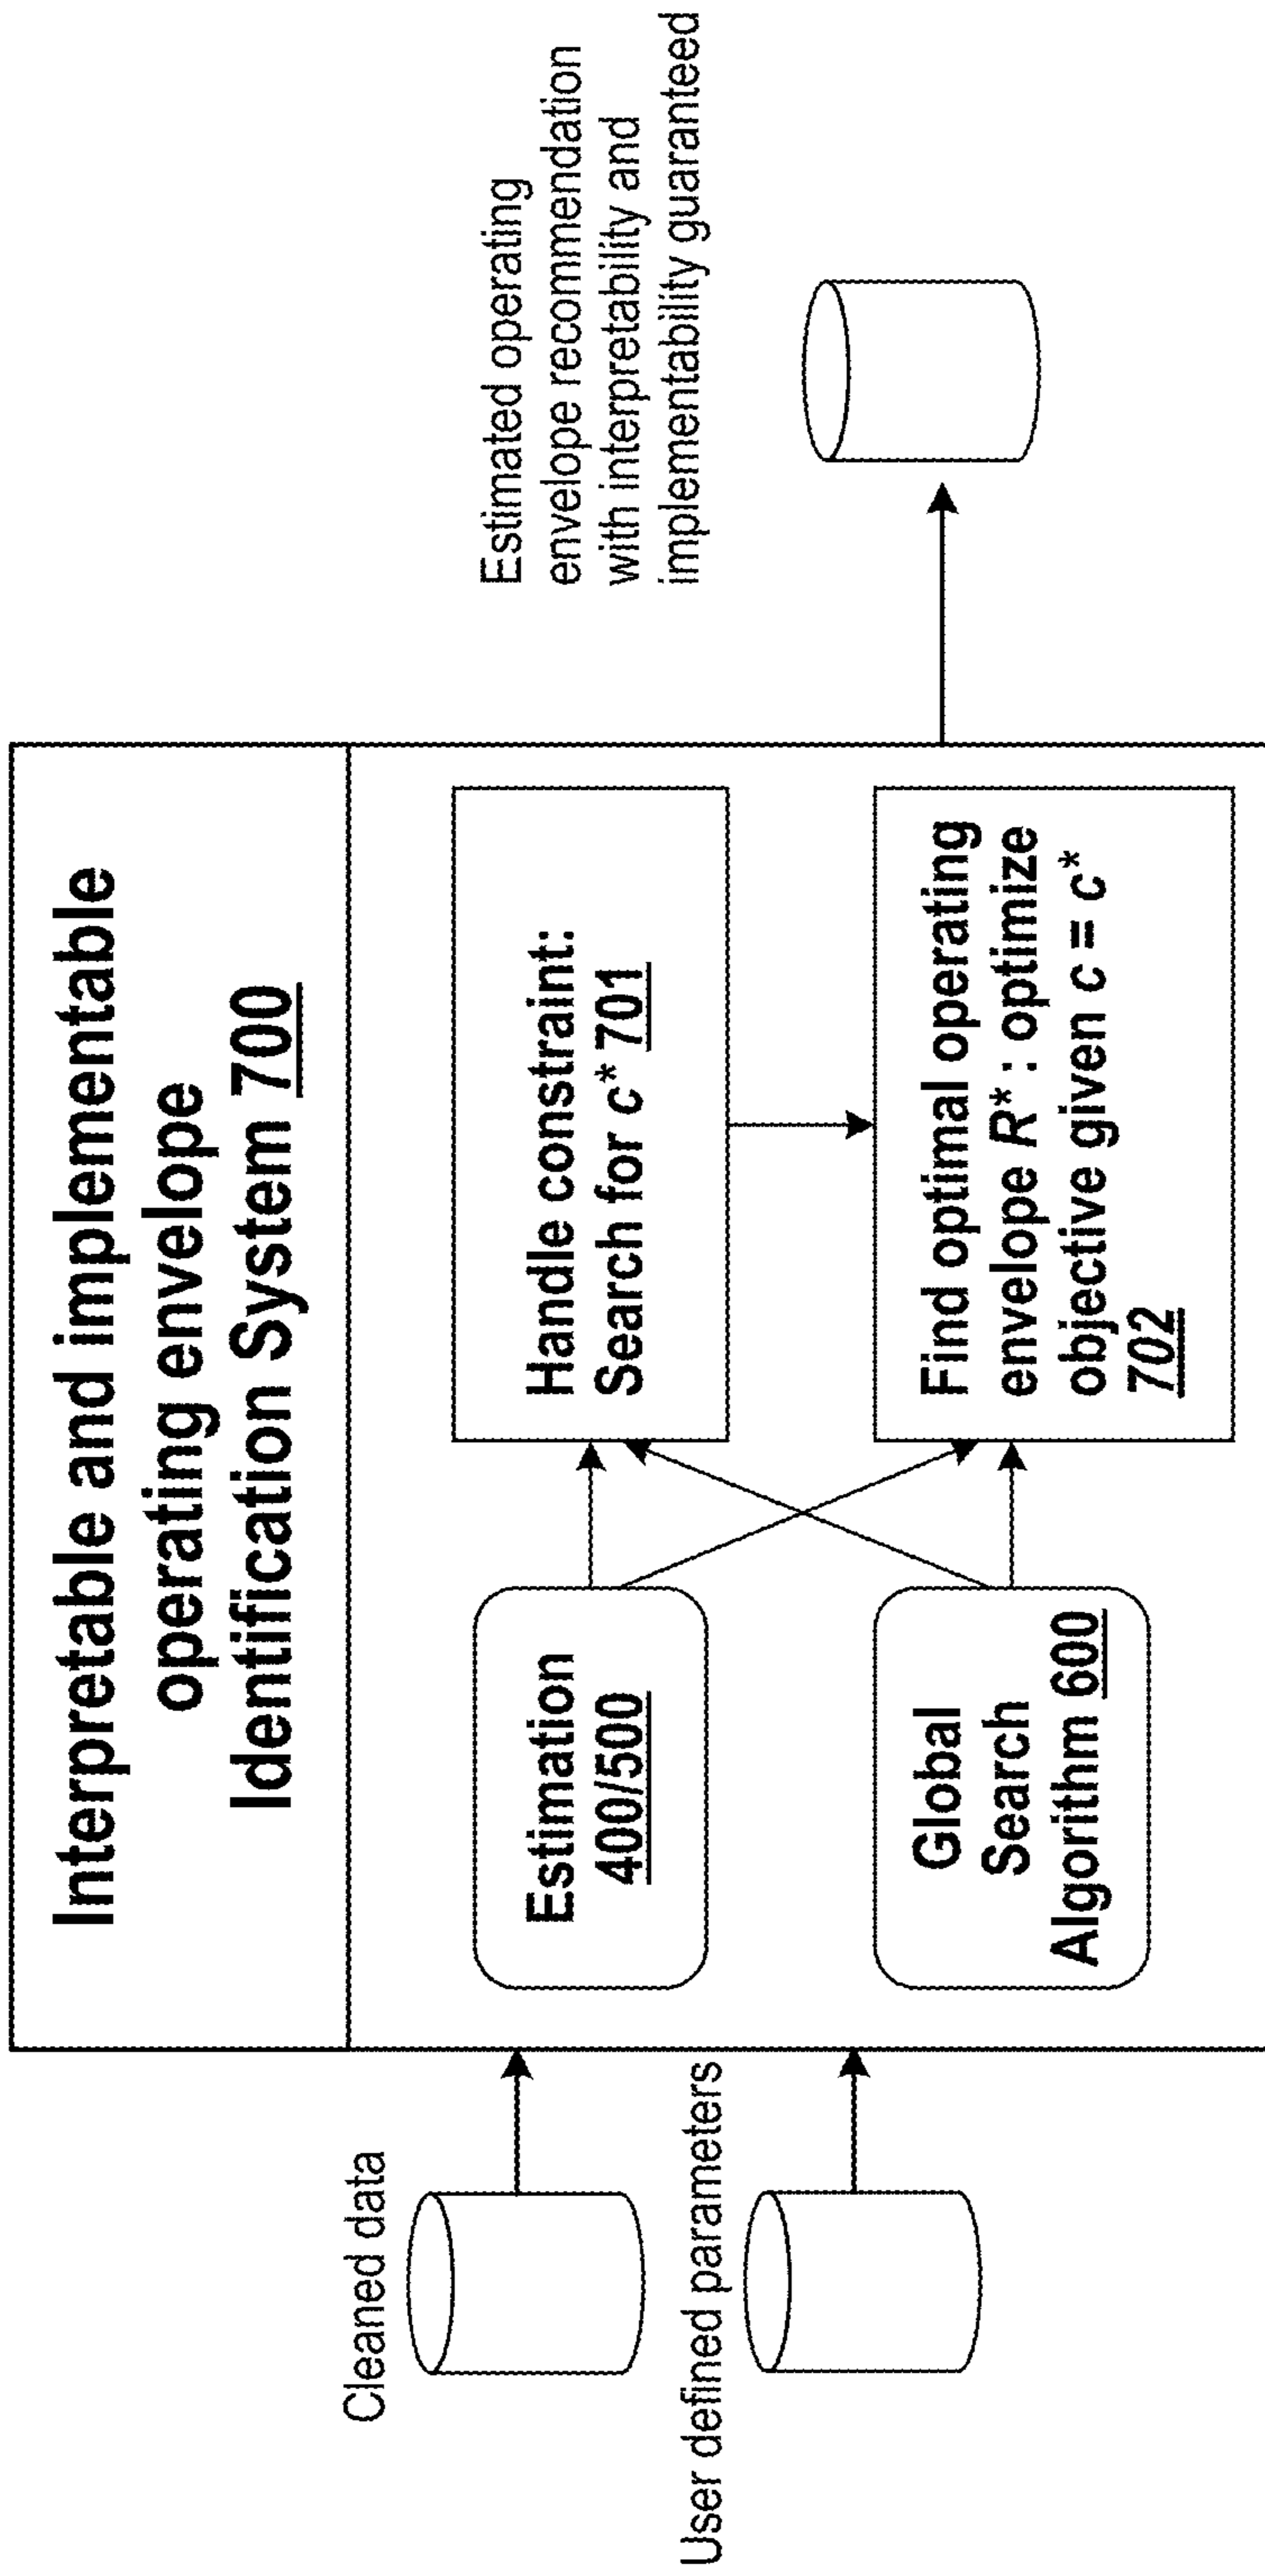 Interpretable and implementable
operating envelope
Identification System 700
Cleaned data
User defined parameters
Estimation
400/500
Global
Search
Algorithm 600
Handle constraint:
Search for c* 701
Find optimal operating
envelope R* : optimize
objective given c = c*
702
Estimated operating
envelope recommendation
with interpretability and
implementability guaranteed